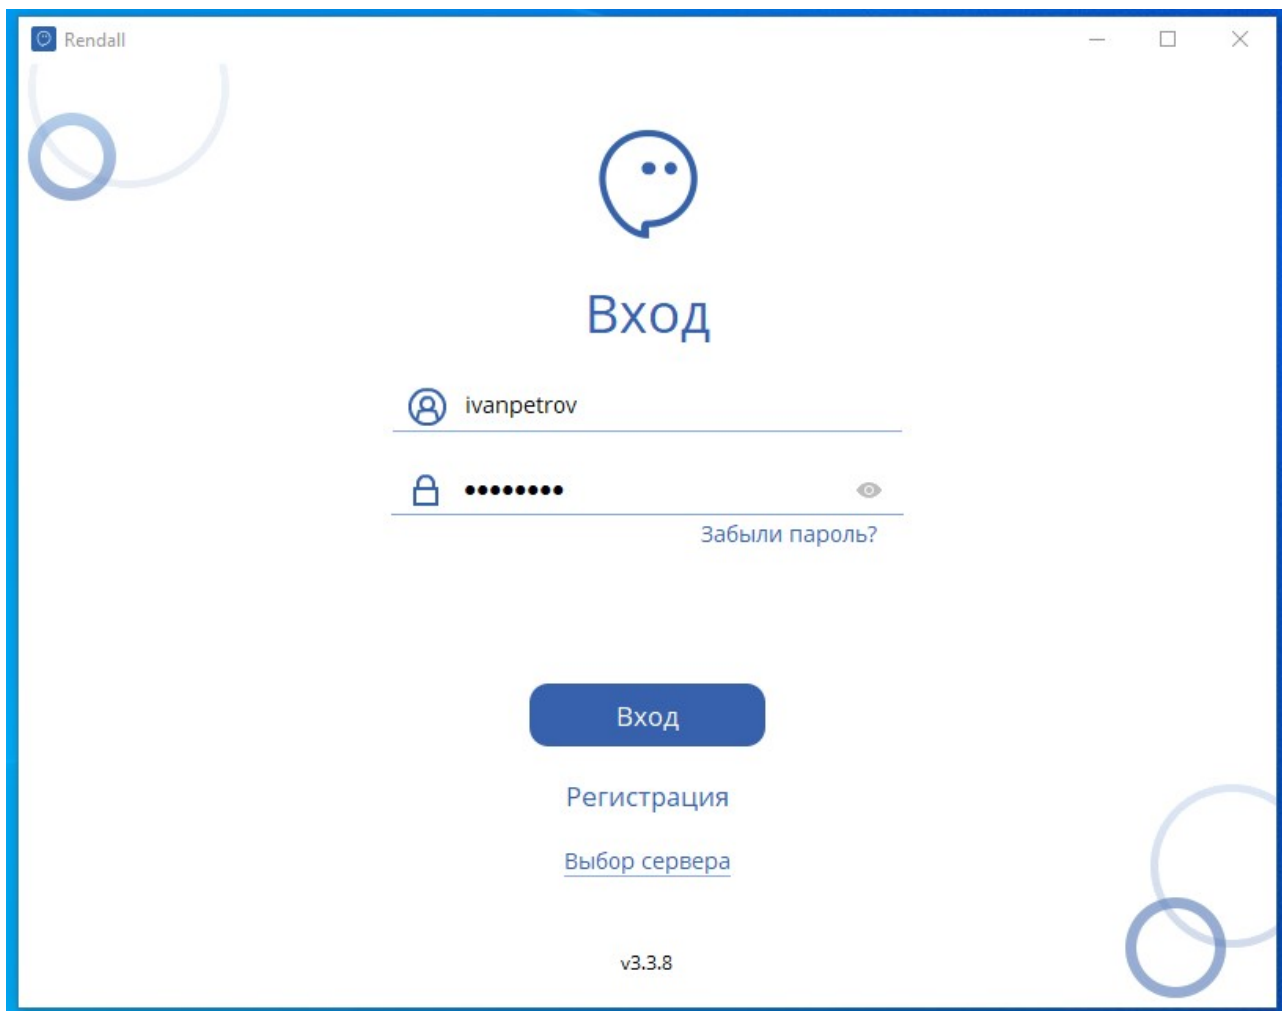 Rendall
Вход
ivanpetrov
••••••••
Забыли пароль?
Вход
Регистрация
Выбор сервера
v3.3.8